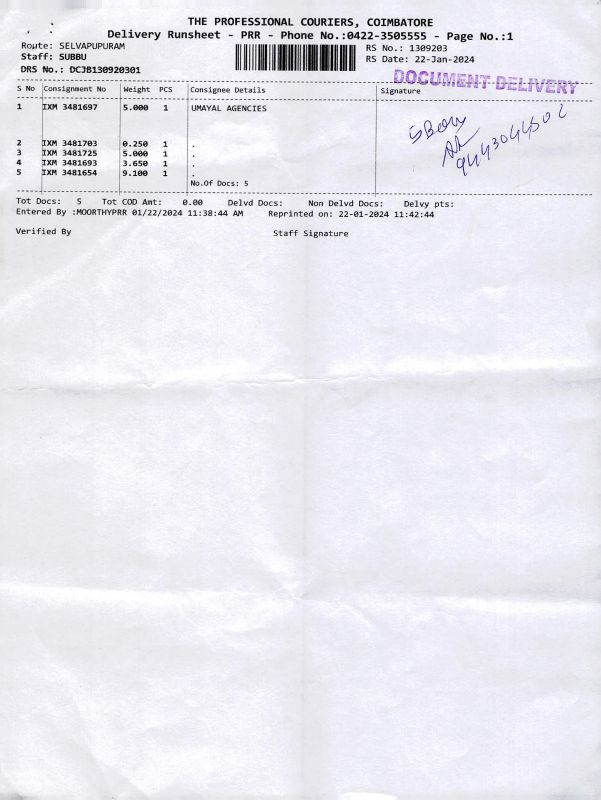 THE PROFESSIONAL COURIERS, COIMBATORE
Delivery Runsheet - PRR - Phone No.:0422-3505555 - Page No.:1
Route: SELVAPUPURAM
RS No.: 1309203
Staff: SUBBU
RS Date: 22-Jan-2024
DRS No.: DCJB130920301
DOCUMENT DELIVERY
S No Consignment No Weight PCS Consignee Details Signature
1 IXM 3481697 5.000 1 UMAYAL AGENCIES
2 IXM 3481703 0.250 1 .
3 IXM 3481725 5.000 1 .
4 IXM 3481693 3.650 1 .
5 IXM 3481654 9.100 1 .
No.Of Docs: 5
Tot Docs: 5 Tot COD Amt: 0.00 Delvd Docs: Non Delvd Docs: Delvy pts:
Entered By :MOORTHYPRR 01/22/2024 11:38:44 AM Reprinted on: 22-01-2024 11:42:44
Verified By Staff Signature